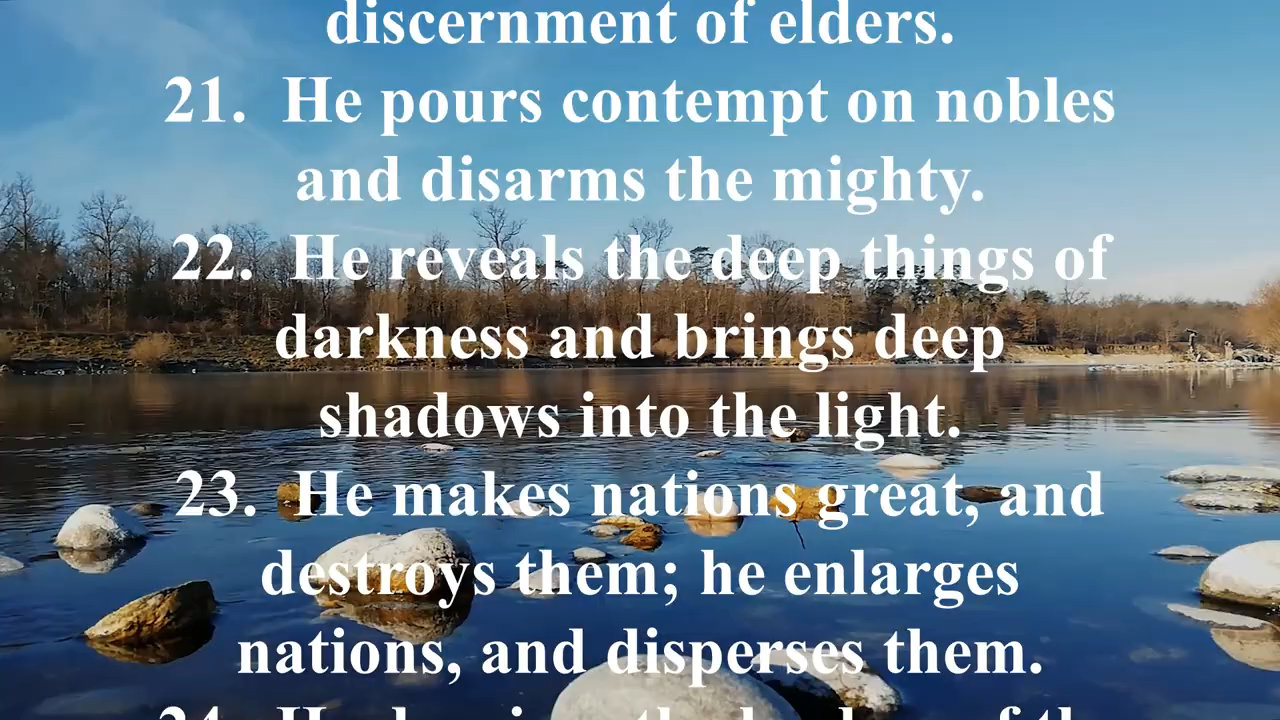 discernment of elders.
21. He pours contempt on nobles
and disarms the mighty.
22. He reveals the deep things of
darkness and brings deep
shadows into the light.
23. He makes nations great, and
destroys them; he enlarges
nations, and disperses them.